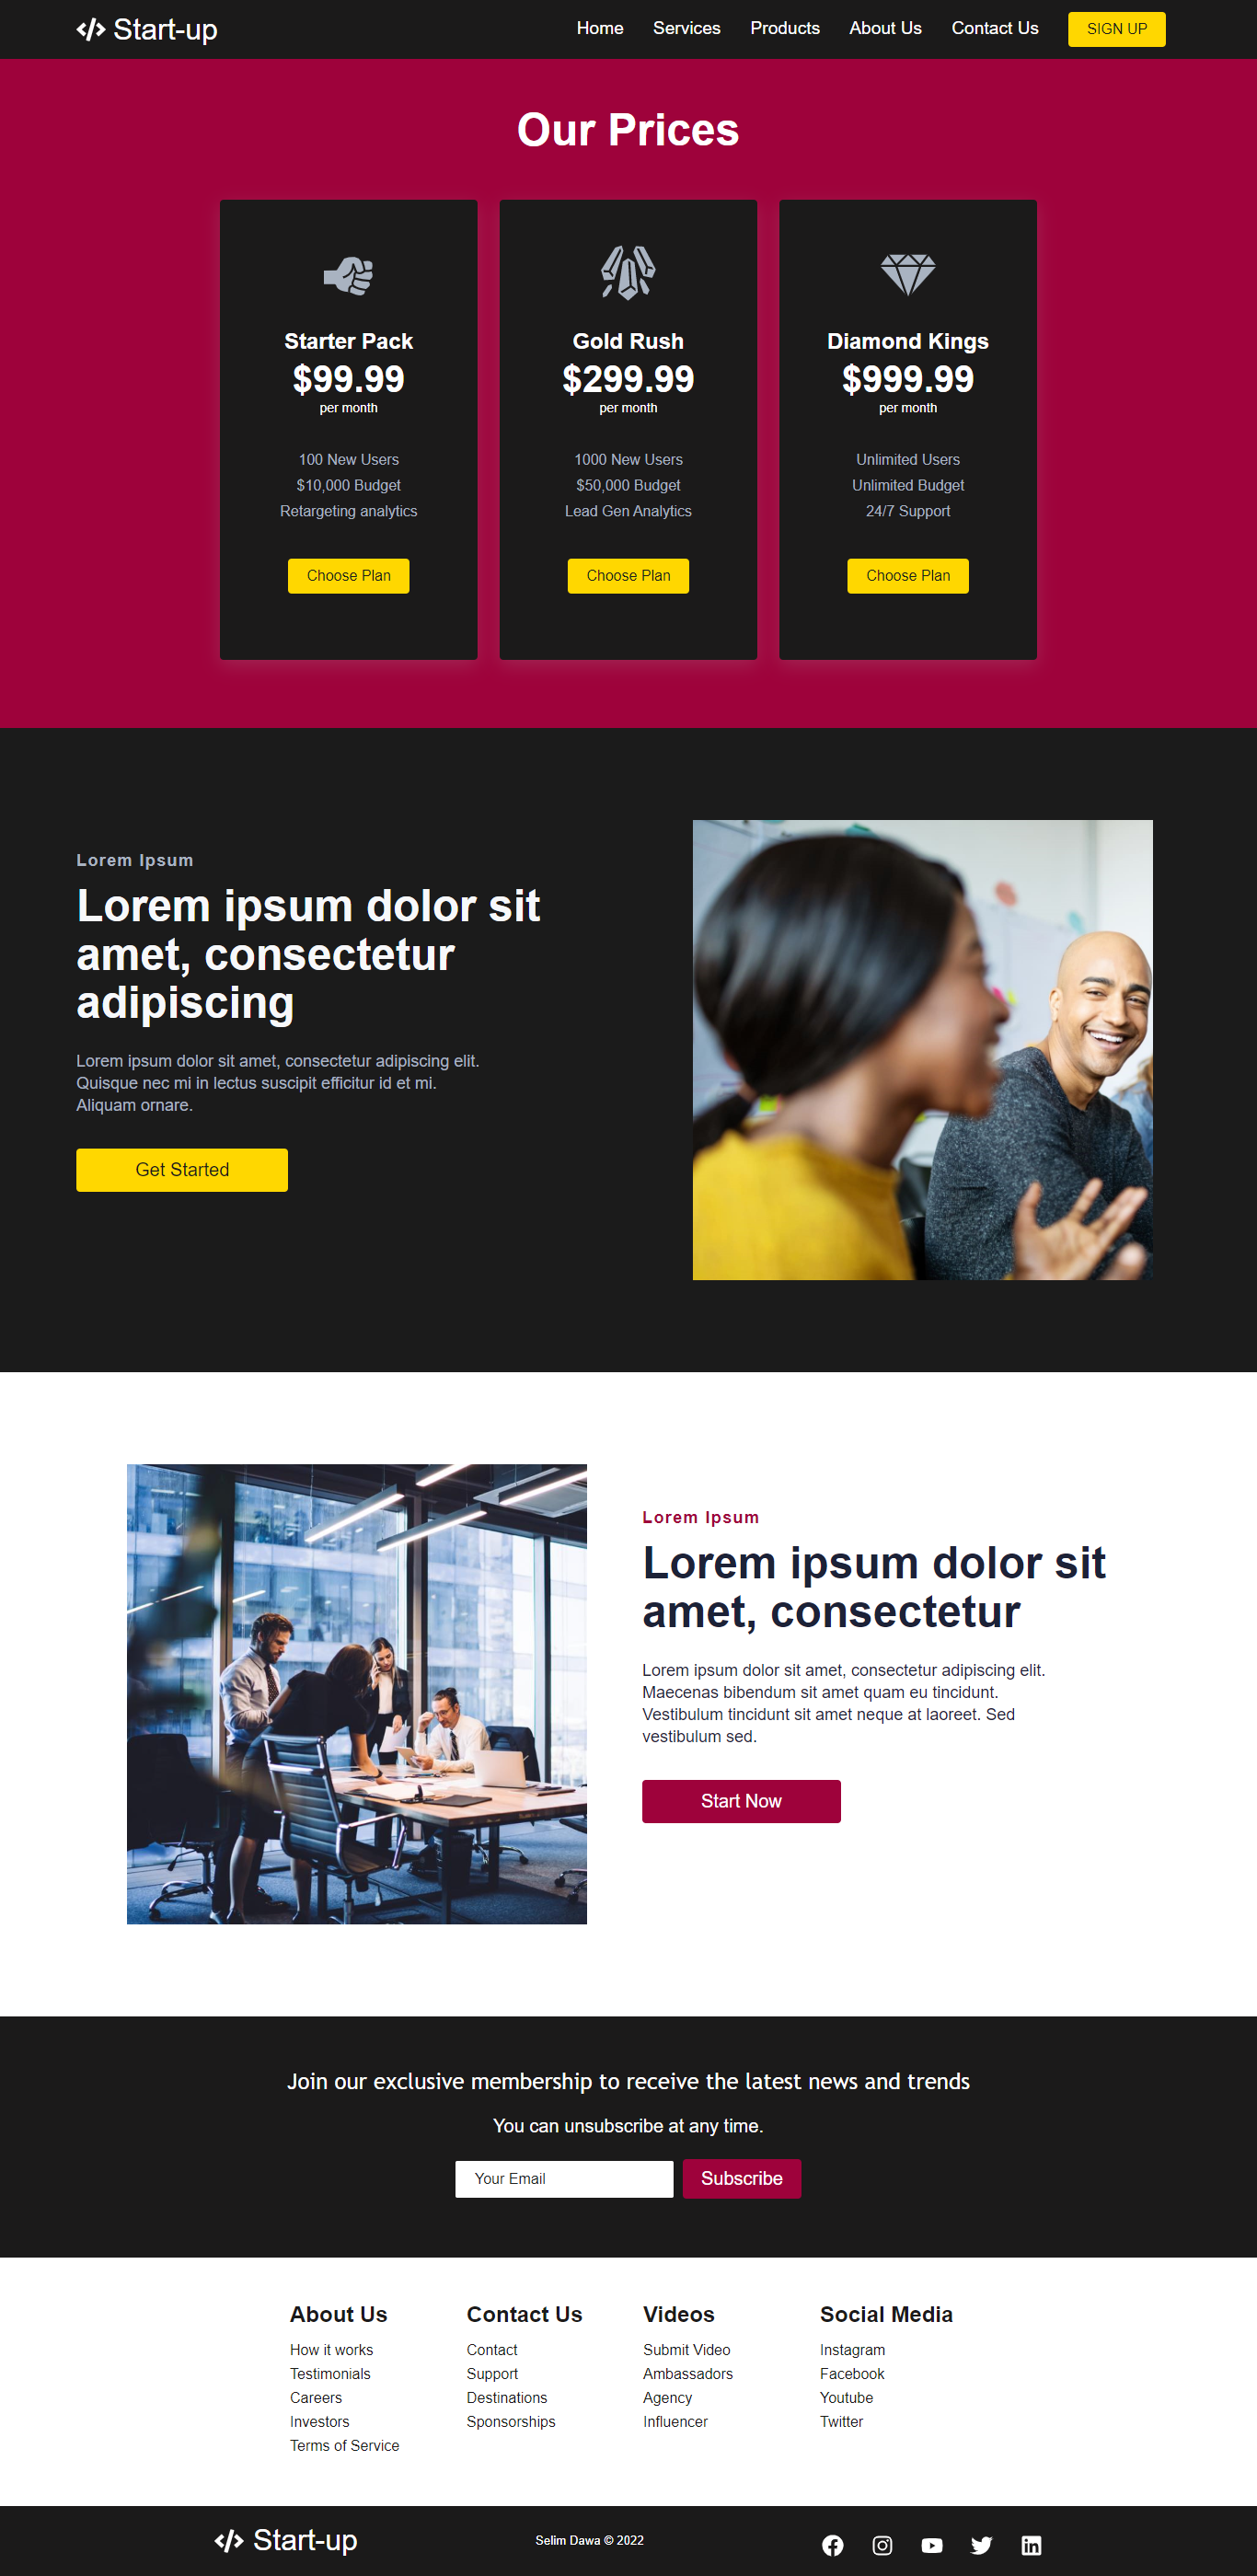 Start-up
Home Services Products About Us Contact Us SIGN UP
Our Prices
Starter Pack
$99.99
per month
100 New Users
$10,000 Budget
Retargeting analytics
Choose Plan
Gold Rush
$299.99
per month
1000 New Users
$50,000 Budget
Lead Gen Analytics
Choose Plan
Diamond Kings
$999.99
per month
Unlimited Users
Unlimited Budget
24/7 Support
Choose Plan
Lorem Ipsum
Lorem ipsum dolor sit
amet, consectetur
adipiscing
Lorem ipsum dolor sit amet, consectetur adipiscing elit.
Quisque nec mi in lectus suscipit efficitur id et mi.
Aliquam ornare.
Get Started
Lorem Ipsum
Lorem ipsum dolor sit
amet, consectetur
Lorem ipsum dolor sit amet, consectetur adipiscing elit.
Maecenas bibendum sit amet quam eu tincidunt.
Vestibulum tincidunt sit amet neque at laoreet. Sed
vestibulum sed.
Start Now
Join our exclusive membership to receive the latest news and trends
You can unsubscribe at any time.
Your Email
Subscribe
About Us
How it works
Testimonials
Careers
Investors
Terms of Service
Contact Us
Contact
Support
Destinations
Sponsorships
Videos
Submit Video
Ambassadors
Agency
Influencer
Social Media
Instagram
Facebook
Youtube
Twitter
Start-up
Selim Dawa © 2022